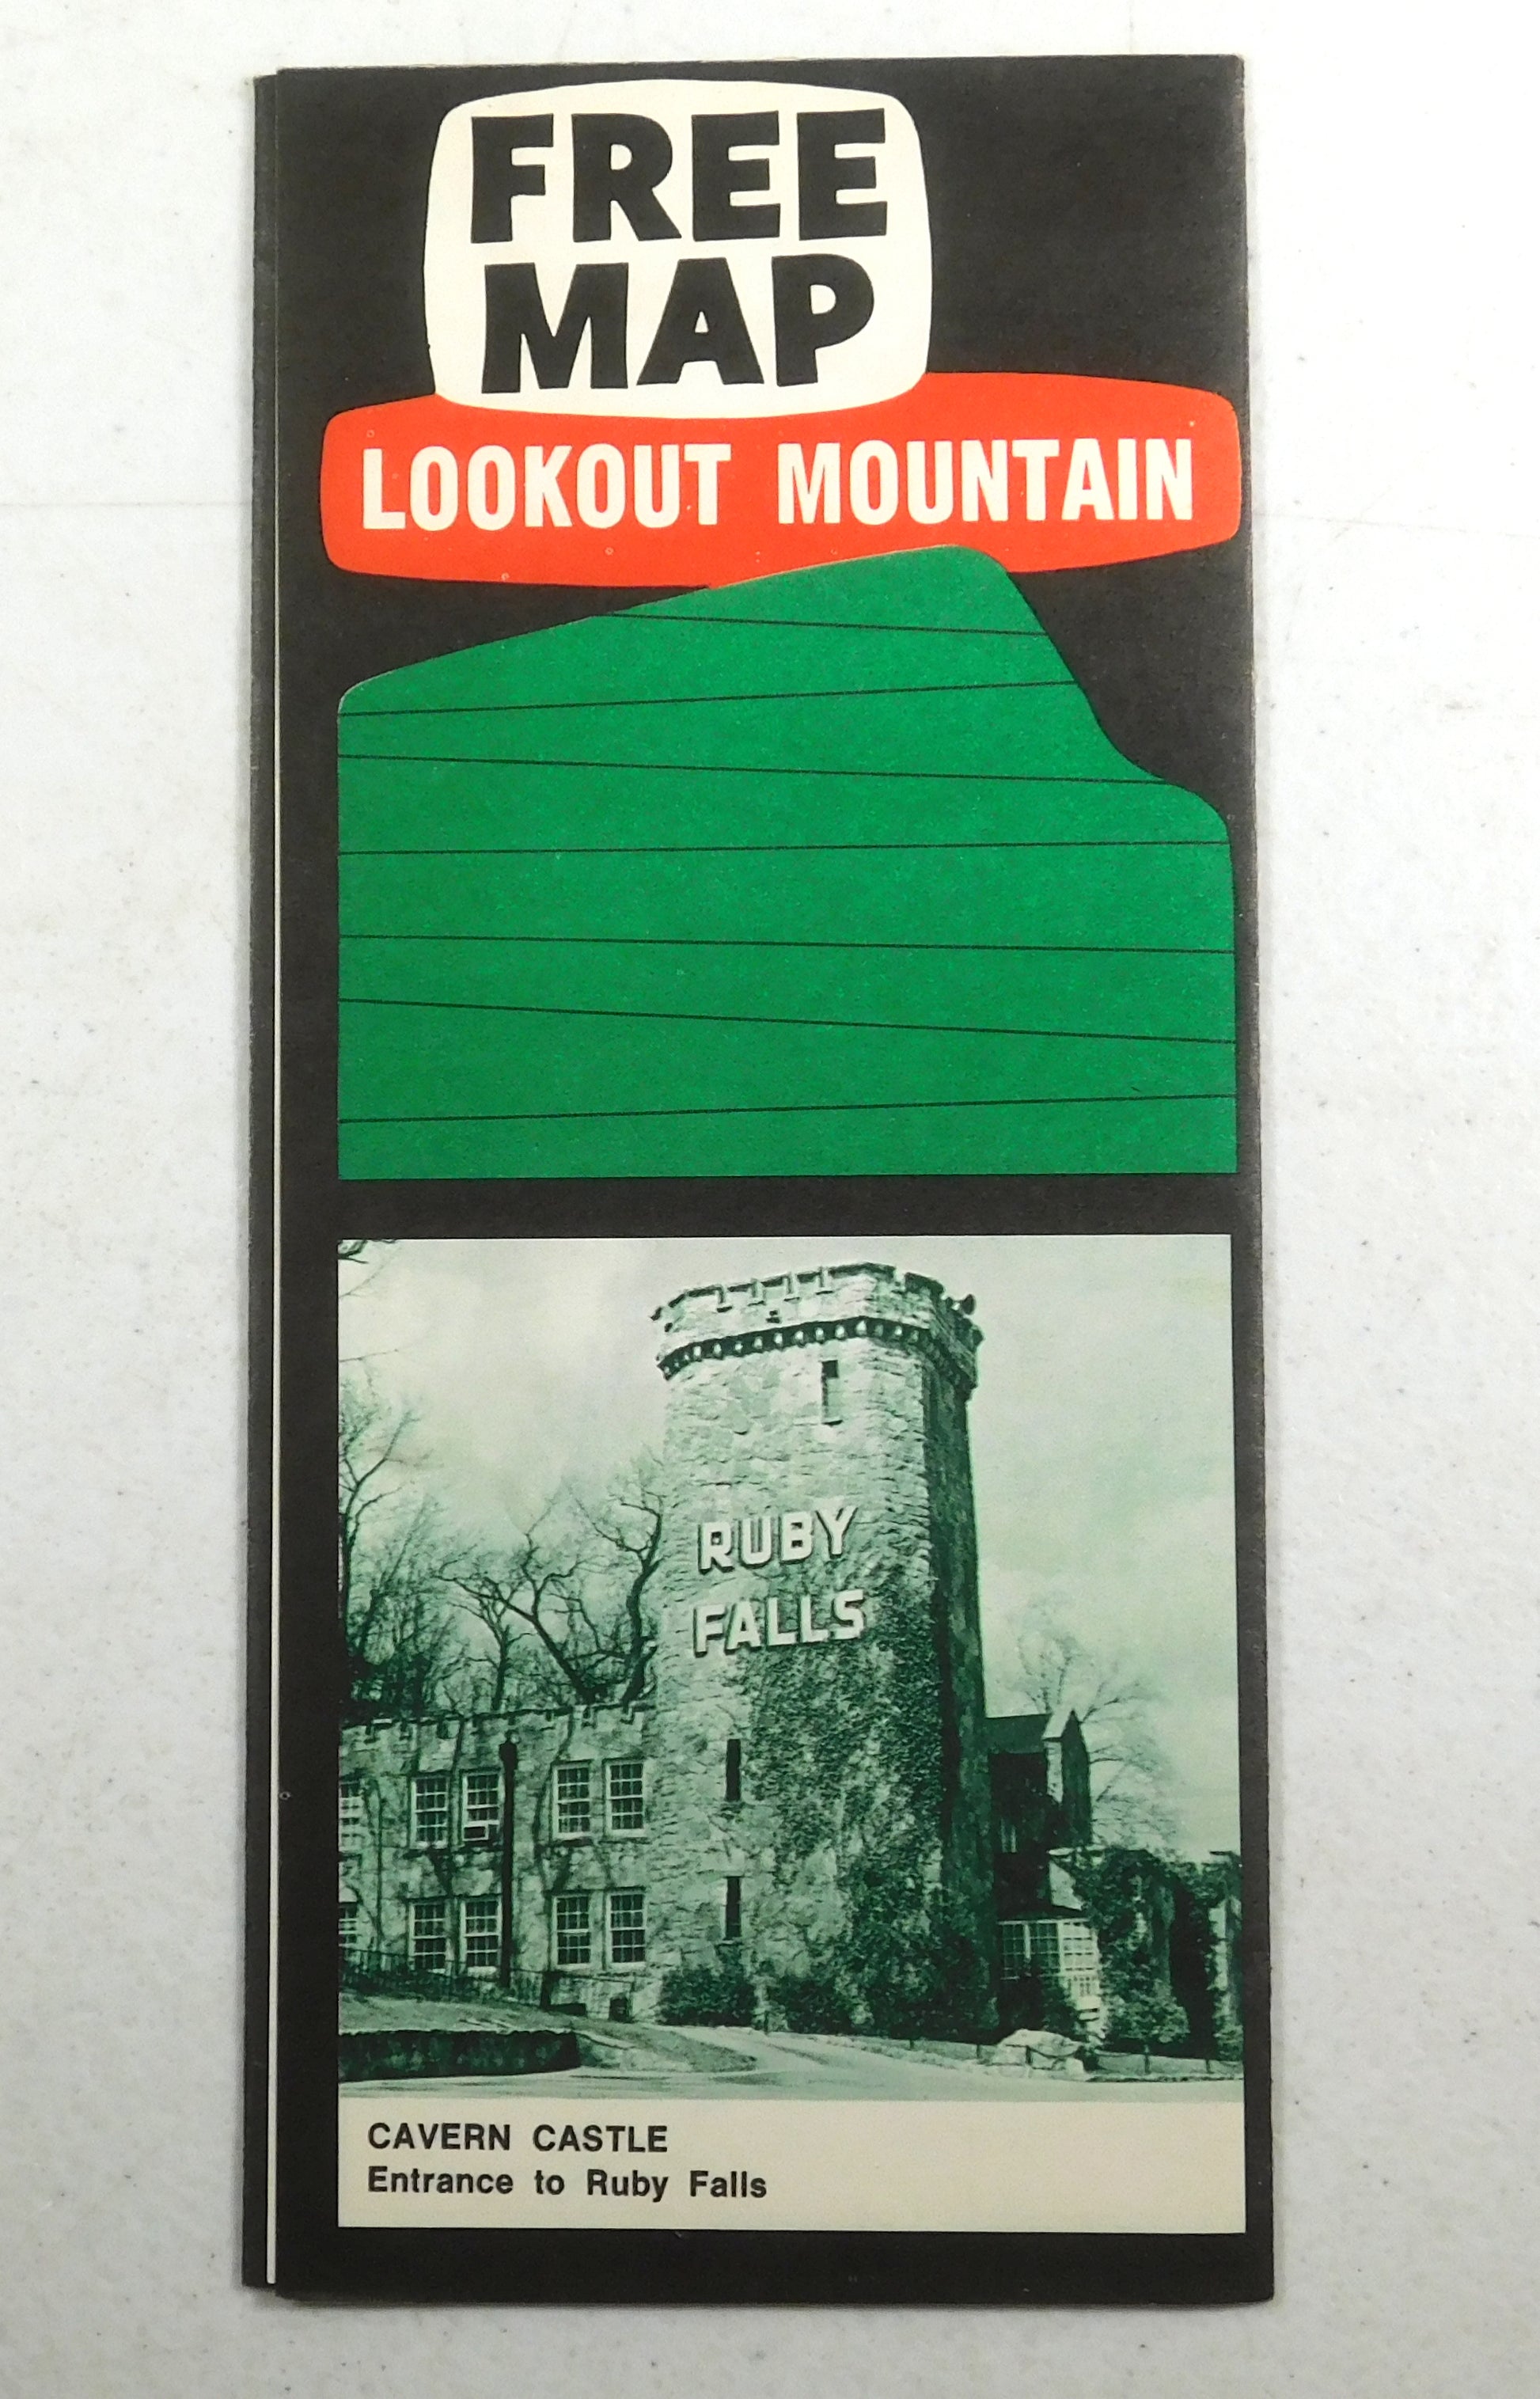 FREE
MAP
LOOKOUT MOUNTAIN
RUBY
FALLS
CAVERN CASTLE
Entrance to Ruby Falls